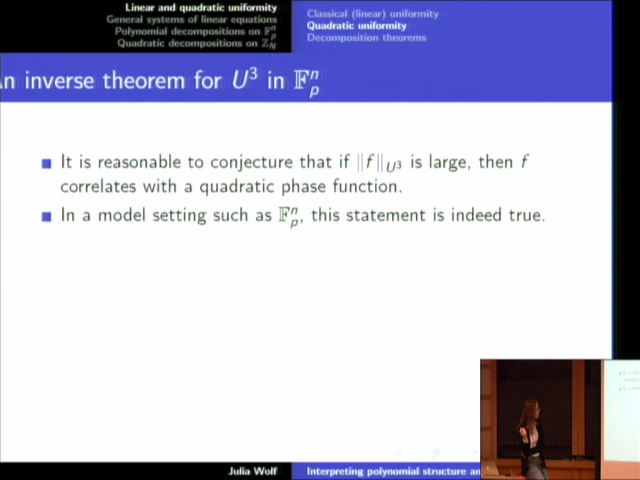 Linear and quadratic uniformity
General systems of linear equations
Polynomial decompositions on 𝔽ₚⁿ
Quadratic decompositions on ℤ_N
Classical (linear) uniformity
Quadratic uniformity
Decomposition theorems
n inverse theorem for U³ in 𝔽ₚⁿ
It is reasonable to conjecture that if ‖f‖_U³ is large, then f
correlates with a quadratic phase function.
In a model setting such as 𝔽ₚⁿ, this statement is indeed true.
Julia Wolf
Interpreting polynomial structure an